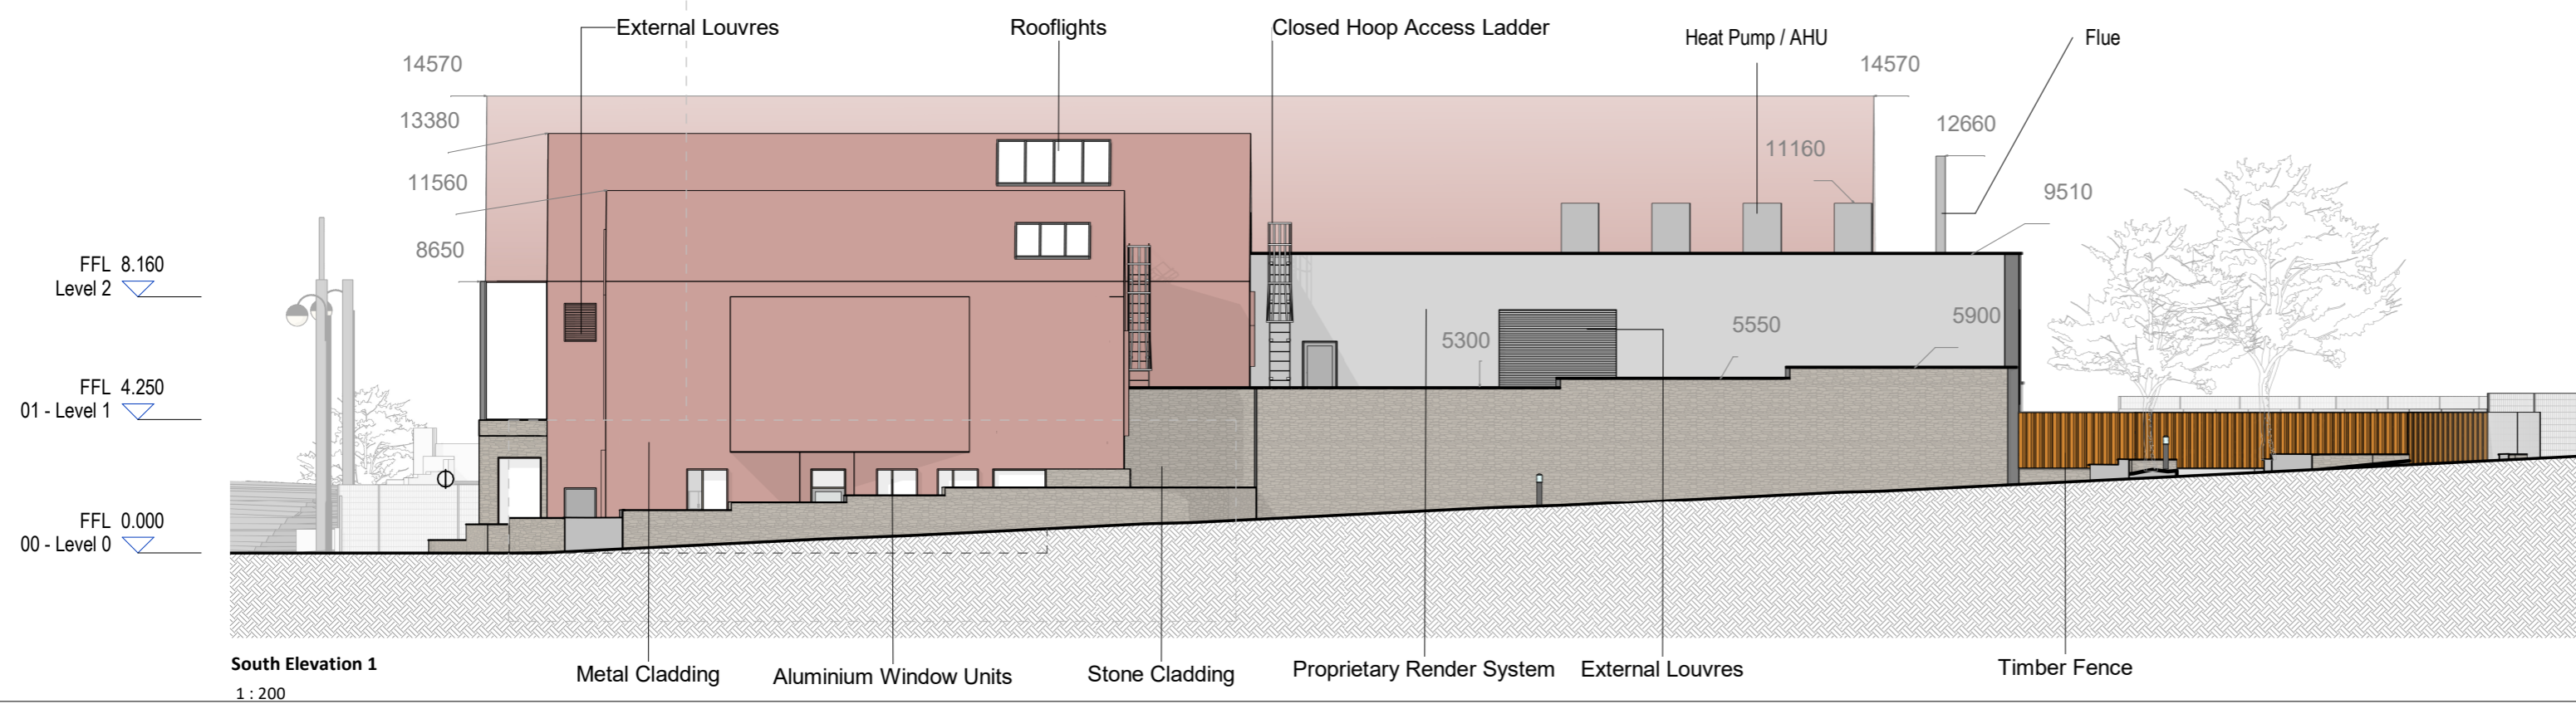 External Louvres
Rooflights
Closed Hoop Access Ladder
Heat Pump / AHU
Flue
14570
14570
13380
12660
11160
11560
9510
8650
FFL 8.160
Level 2
5900
5550
5300
FFL 4.250
01 - Level 1
FFL 0.000
00 - Level 0
South Elevation 1
1 : 200
Metal Cladding
Aluminium Window Units
Stone Cladding
Proprietary Render System
External Louvres
Timber Fence